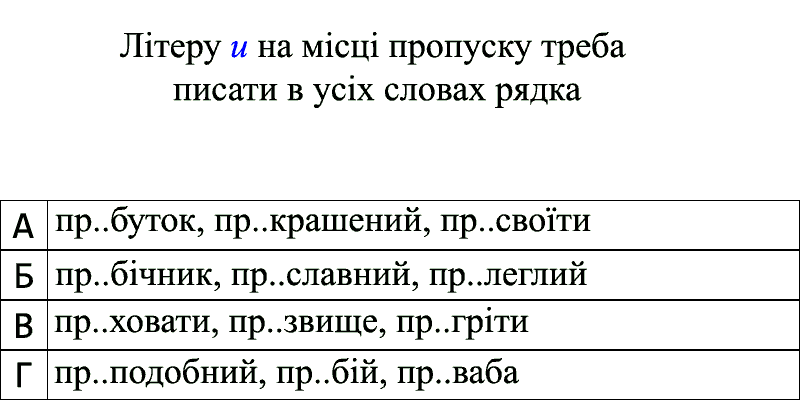 Літеру и на місці пропуску треба
писати в усіх словах рядка
А пр..буток, пр..крашений, пр..своїти
Б пр..бічник, пр..славний, пр..леглий
В пр..ховати, пр..звище, пр..гріти
Г пр..подобний, пр..бій, пр..ваба